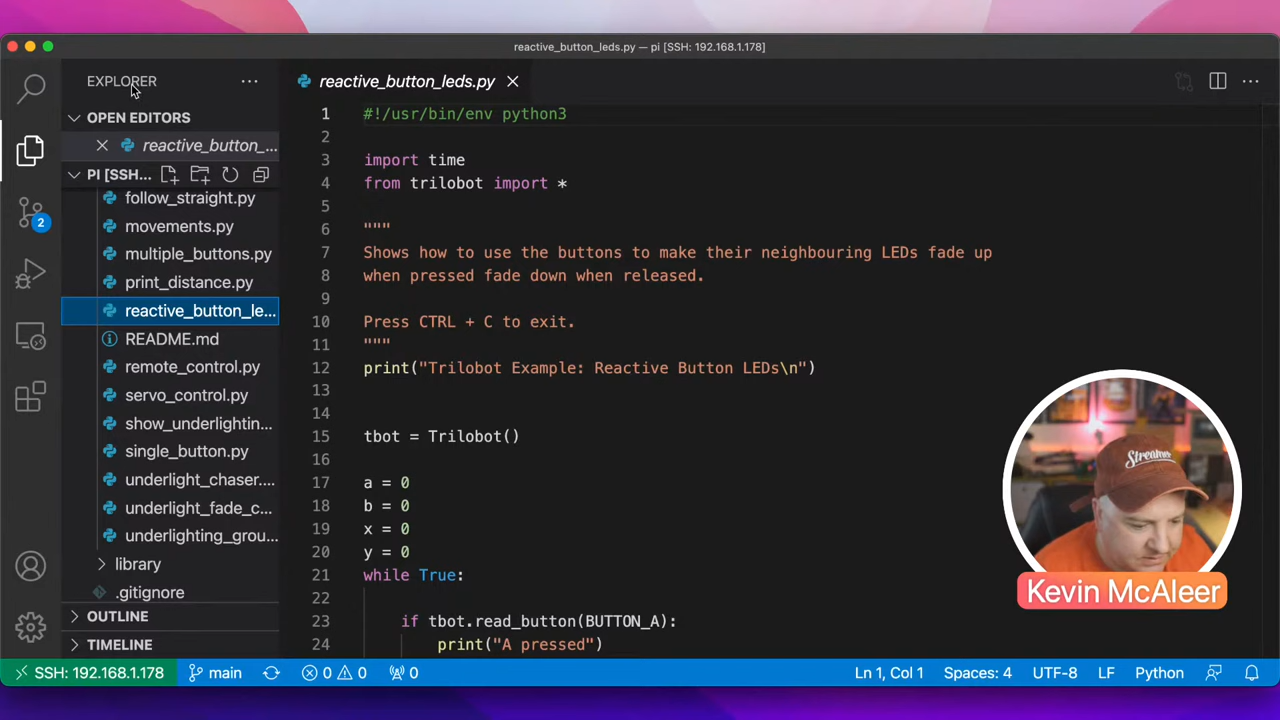 reactive_button_leds.py — pi [SSH: 192.168.1.178]
EXPLORER
OPEN EDITORS
reactive_button_...
PI [SSH...
follow_straight.py
movements.py
multiple_buttons.py
print_distance.py
reactive_button_le...
README.md
remote_control.py
servo_control.py
show_underlightin...
single_button.py
underlight_chaser....
underlight_fade_c...
underlighting_grou...
library
.gitignore
OUTLINE
TIMELINE
2
reactive_button_leds.py
1 #!/usr/bin/env python3
2
3 import time
4 from trilobot import *
5
6 """
7 Shows how to use the buttons to make their neighbouring LEDs fade up
8 when pressed fade down when released.
9
10 Press CTRL + C to exit.
11 """
12 print("Trilobot Example: Reactive Button LEDs\n")
13
14
15 tbot = Trilobot()
16
17 a = 0
18 b = 0
19 x = 0
20 y = 0
21 while True:
22
23 if tbot.read_button(BUTTON_A):
24 print("A pressed")
Streamer
Kevin McAleer
SSH: 192.168.1.178 main 0 0 0 Ln 1, Col 1 Spaces: 4 UTF-8 LF Python